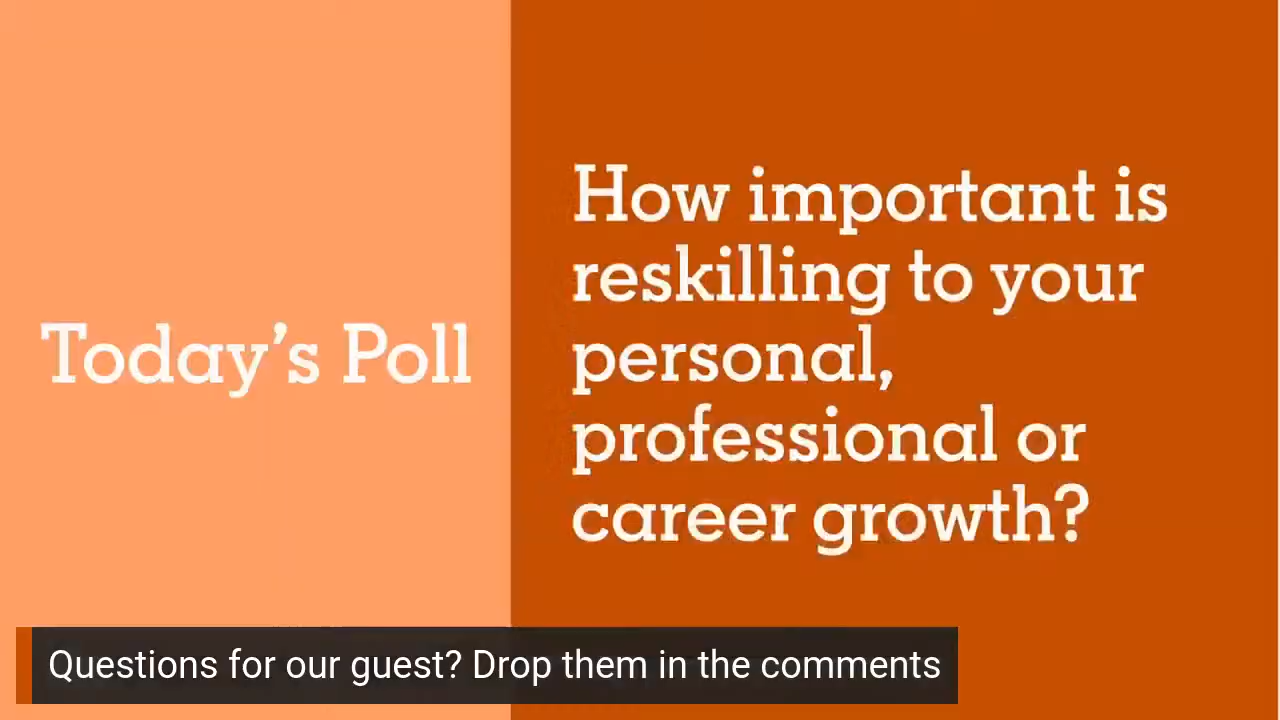 Today’s Poll
How important is
reskilling to your
personal,
professional or
career growth?
Questions for our guest? Drop them in the comments